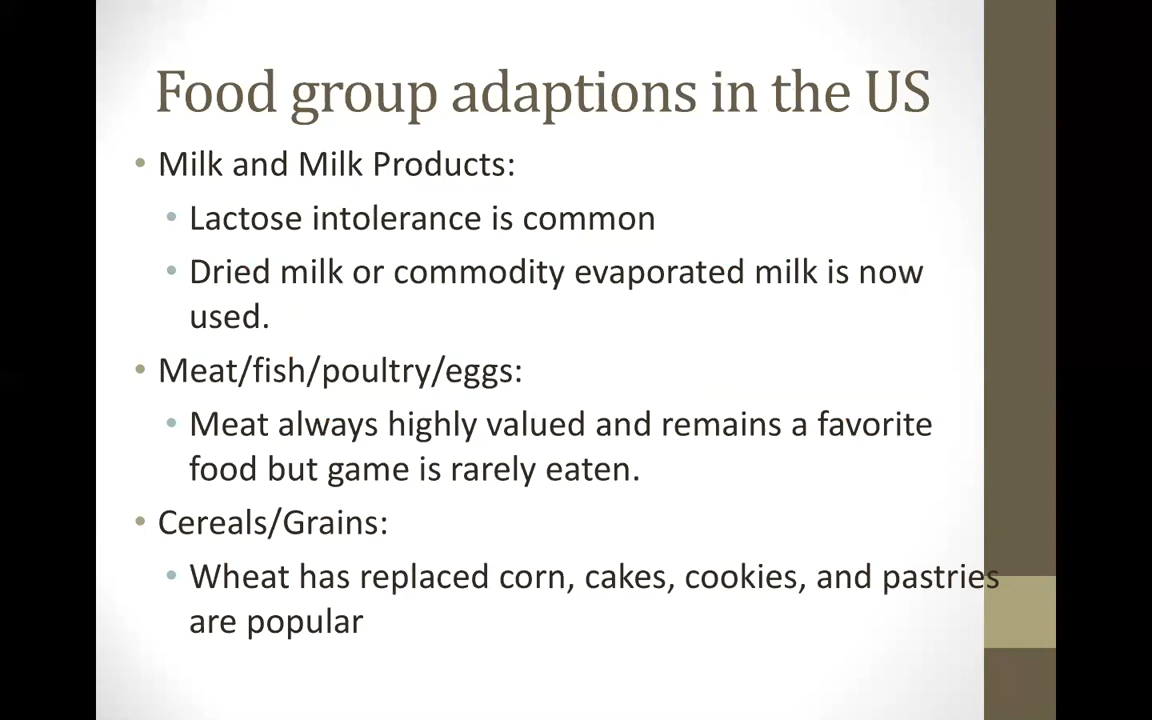 Food group adaptions in the US
• Milk and Milk Products:
• Lactose intolerance is common
• Dried milk or commodity evaporated milk is now
used.
• Meat/fish/poultry/eggs:
• Meat always highly valued and remains a favorite
food but game is rarely eaten.
• Cereals/Grains:
• Wheat has replaced corn, cakes, cookies, and pastries
are popular